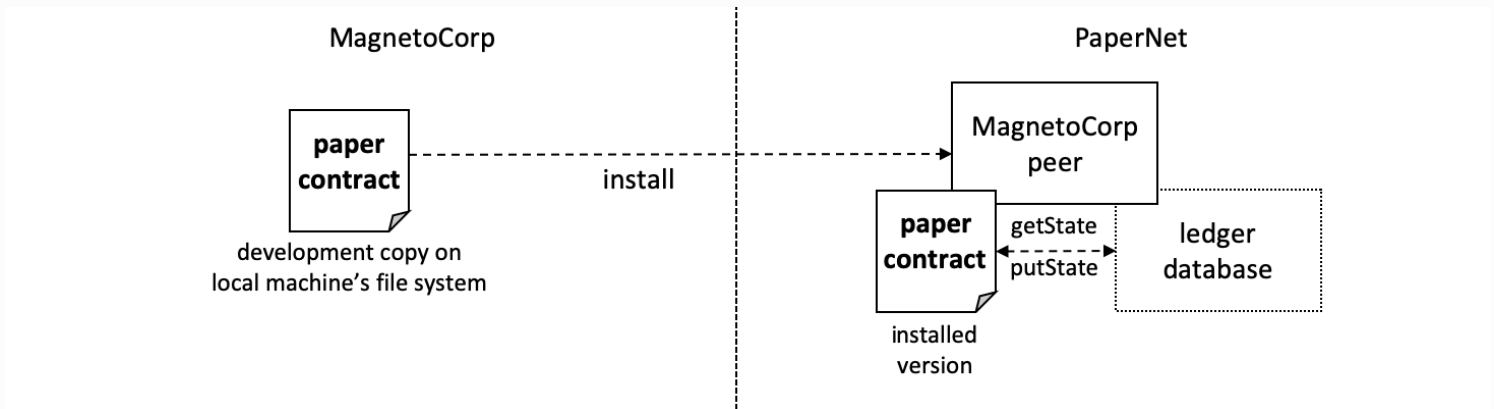 MagnetoCorp
PaperNet
paper
contract
install
development copy on
local machine’s file system
MagnetoCorp
peer
paper
contract
getState
putState
ledger
database
installed
version